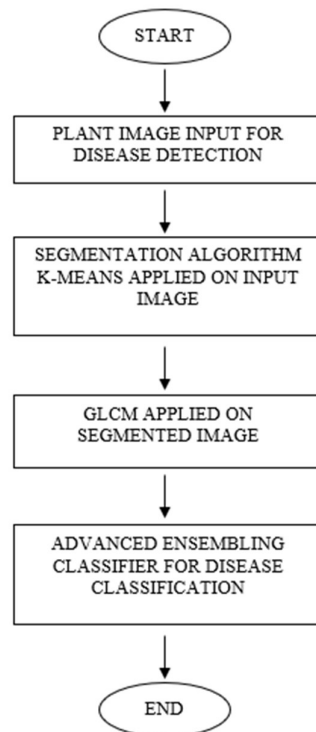 START
PLANT IMAGE INPUT FOR
DISEASE DETECTION
SEGMENTATION ALGORITHM
K-MEANS APPLIED ON INPUT
IMAGE
GLCM APPLIED ON
SEGMENTED IMAGE
ADVANCED ENSEMBLING
CLASSIFIER FOR DISEASE
CLASSIFICATION
END